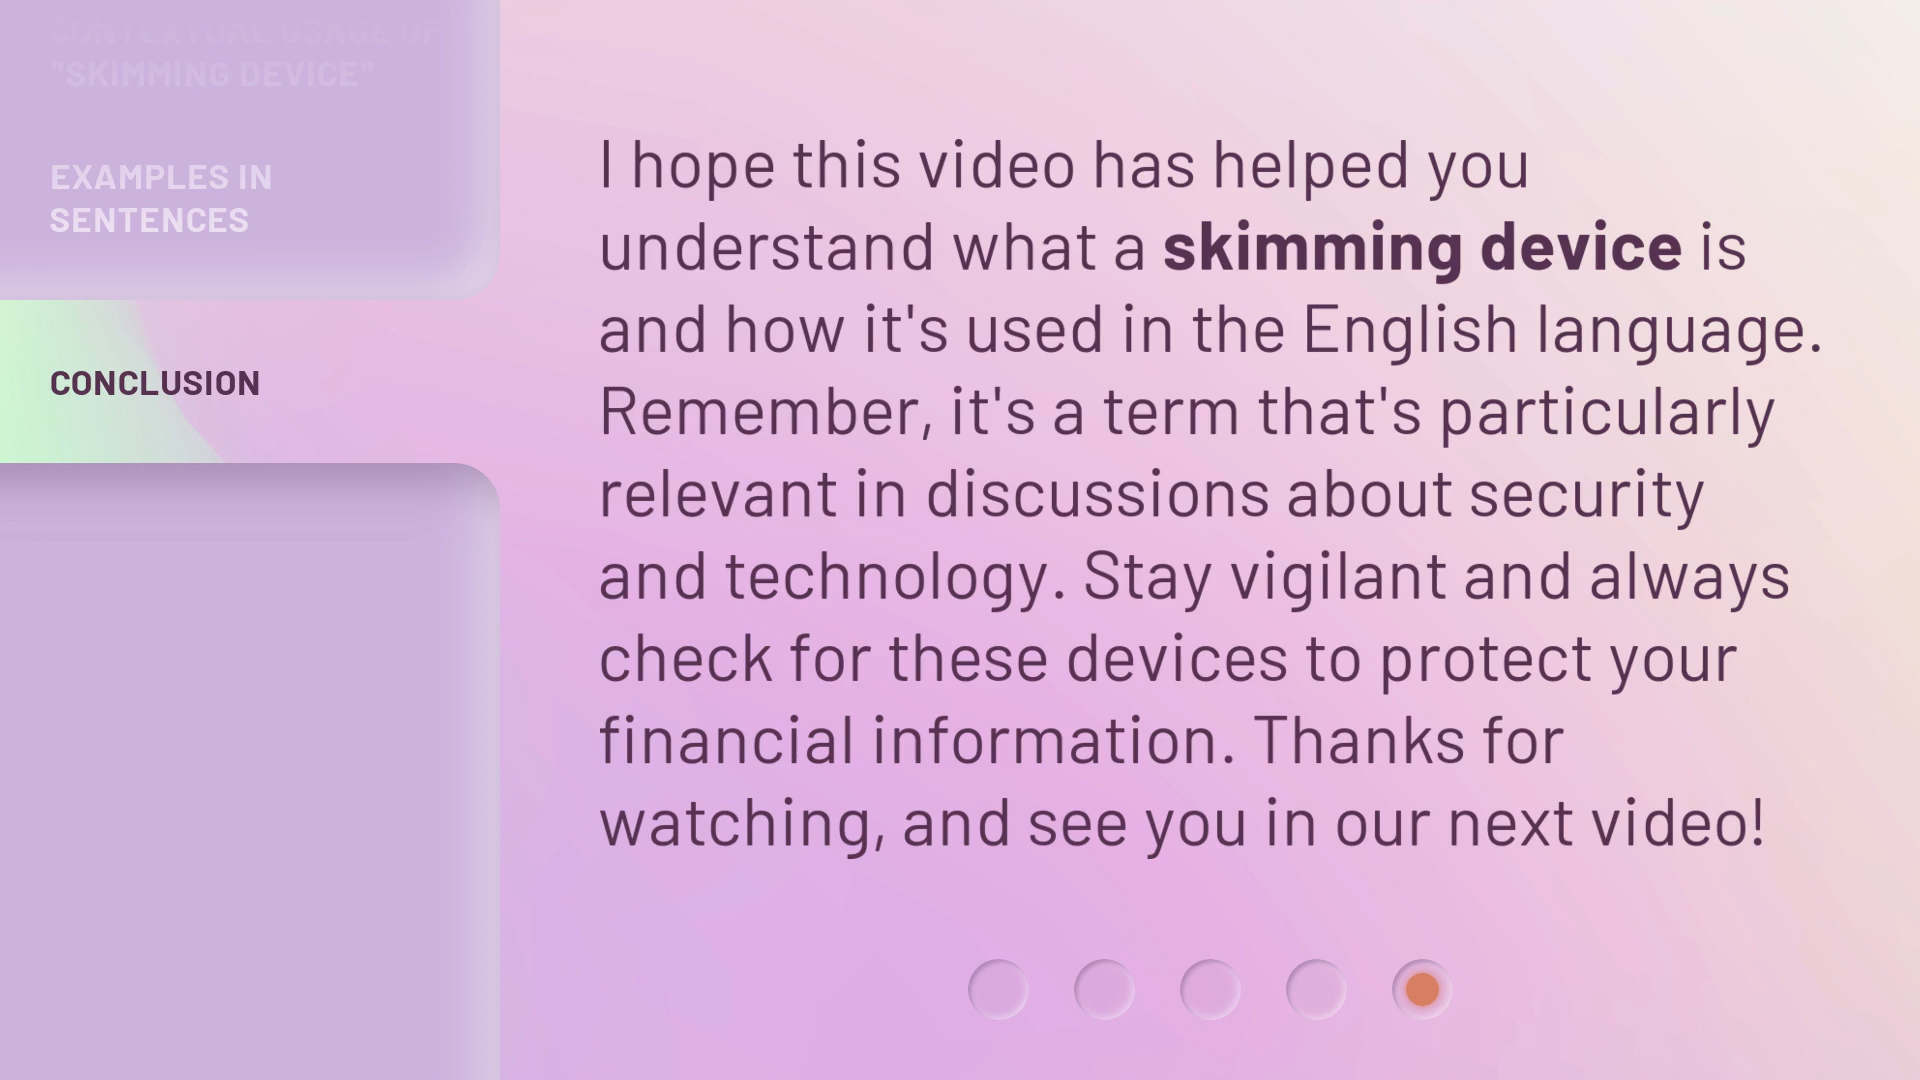 CONTEXTUAL USAGE OF
"SKIMMING DEVICE"
EXAMPLES IN
SENTENCES
CONCLUSION
I hope this video has helped you
understand what a skimming device is
and how it's used in the English language.
Remember, it's a term that's particularly
relevant in discussions about security
and technology. Stay vigilant and always
check for these devices to protect your
financial information. Thanks for
watching, and see you in our next video!